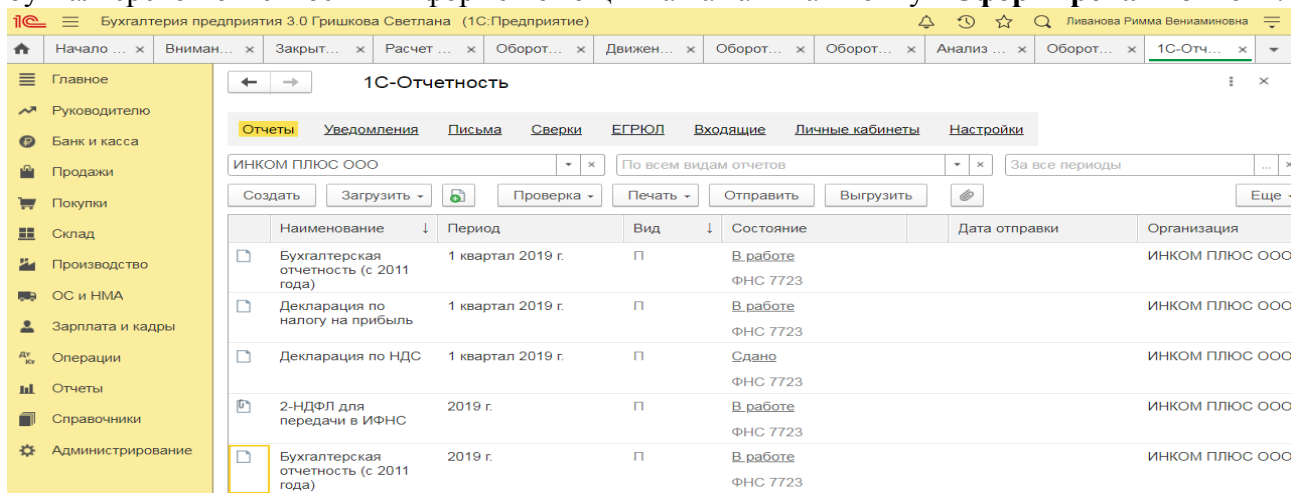 1С Бухгалтерия предприятия 3.0 Гришкова Светлана (1С:Предприятие) Ливанова Римма Вениаминовна
Начало ... × Вниман... × Закрыт... × Расчет ... × Оборот... × Движен... × Оборот... × Оборот... × Анализ ... × Оборот... × 1С-Отч... ×
Главное
Руководителю
Банк и касса
Продажи
Покупки
Склад
Производство
ОС и НМА
Зарплата и кадры
Операции
Отчеты
Справочники
Администрирование
1С-Отчетность
Отчеты Уведомления Письма Сверки ЕГРЮЛ Входящие Личные кабинеты Настройки
ИНКОМ ПЛЮС ООО По всем видам отчетов За все периоды ...
Создать Загрузить Проверка Печать Отправить Выгрузить Еще
Наименование ↓ Период Вид ↓ Состояние Дата отправки Организация
Бухгалтерская 1 квартал 2019 г. П В работе ИНКОМ ПЛЮС ООО
отчетность (с 2011
года) ФНС 7723
Декларация по 1 квартал 2019 г. П В работе ИНКОМ ПЛЮС ООО
налогу на прибыль
ФНС 7723
Декларация по НДС 1 квартал 2019 г. П Сдано ИНКОМ ПЛЮС ООО
ФНС 7723
2-НДФЛ для 2019 г. П В работе ИНКОМ ПЛЮС ООО
передачи в ИФНС
ФНС 7723
Бухгалтерская 2019 г. П В работе ИНКОМ ПЛЮС ООО
отчетность (с 2011
года) ФНС 7723